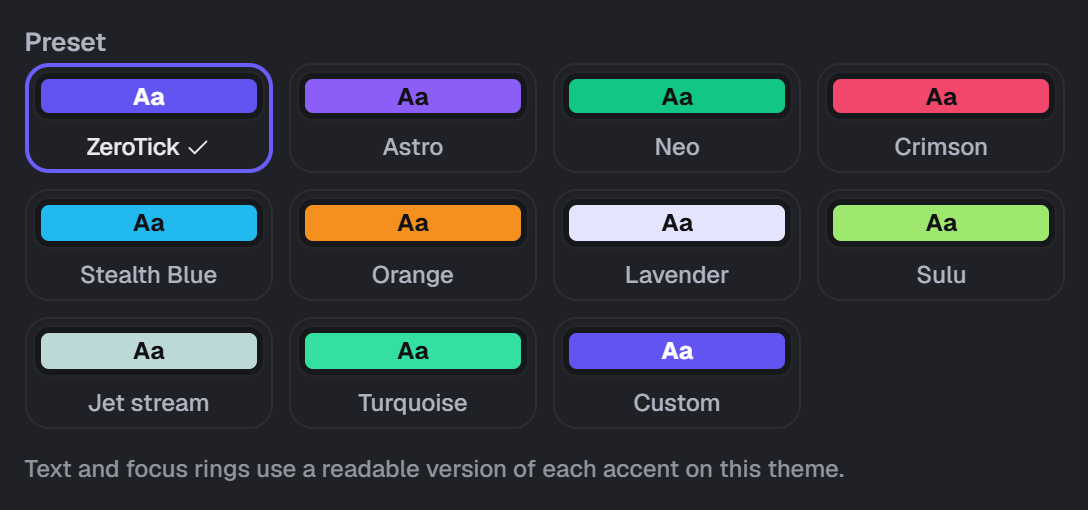 Preset
Aa Aa Aa Aa
ZeroTick ✓ Astro Neo Crimson
Aa Aa Aa Aa
Stealth Blue Orange Lavender Sulu
Aa Aa Aa
Jet stream Turquoise Custom
Text and focus rings use a readable version of each accent on this theme.